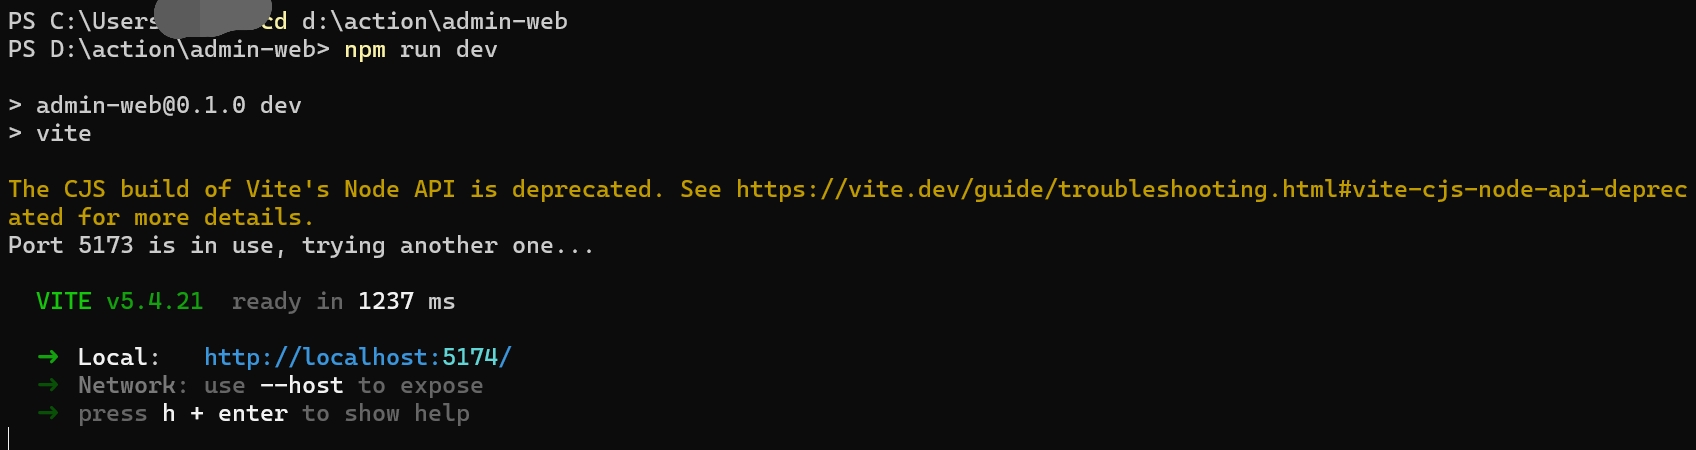 PS C:\Users cd d:\action\admin-web
PS D:\action\admin-web> npm run dev
> admin-web@0.1.0 dev
> vite
The CJS build of Vite's Node API is deprecated. See https://vite.dev/guide/troubleshooting.html#vite-cjs-node-api-deprec
ated for more details.
Port 5173 is in use, trying another one...
VITE v5.4.21 ready in 1237 ms
➜ Local: http://localhost:5174/
➜ Network: use --host to expose
➜ press h + enter to show help